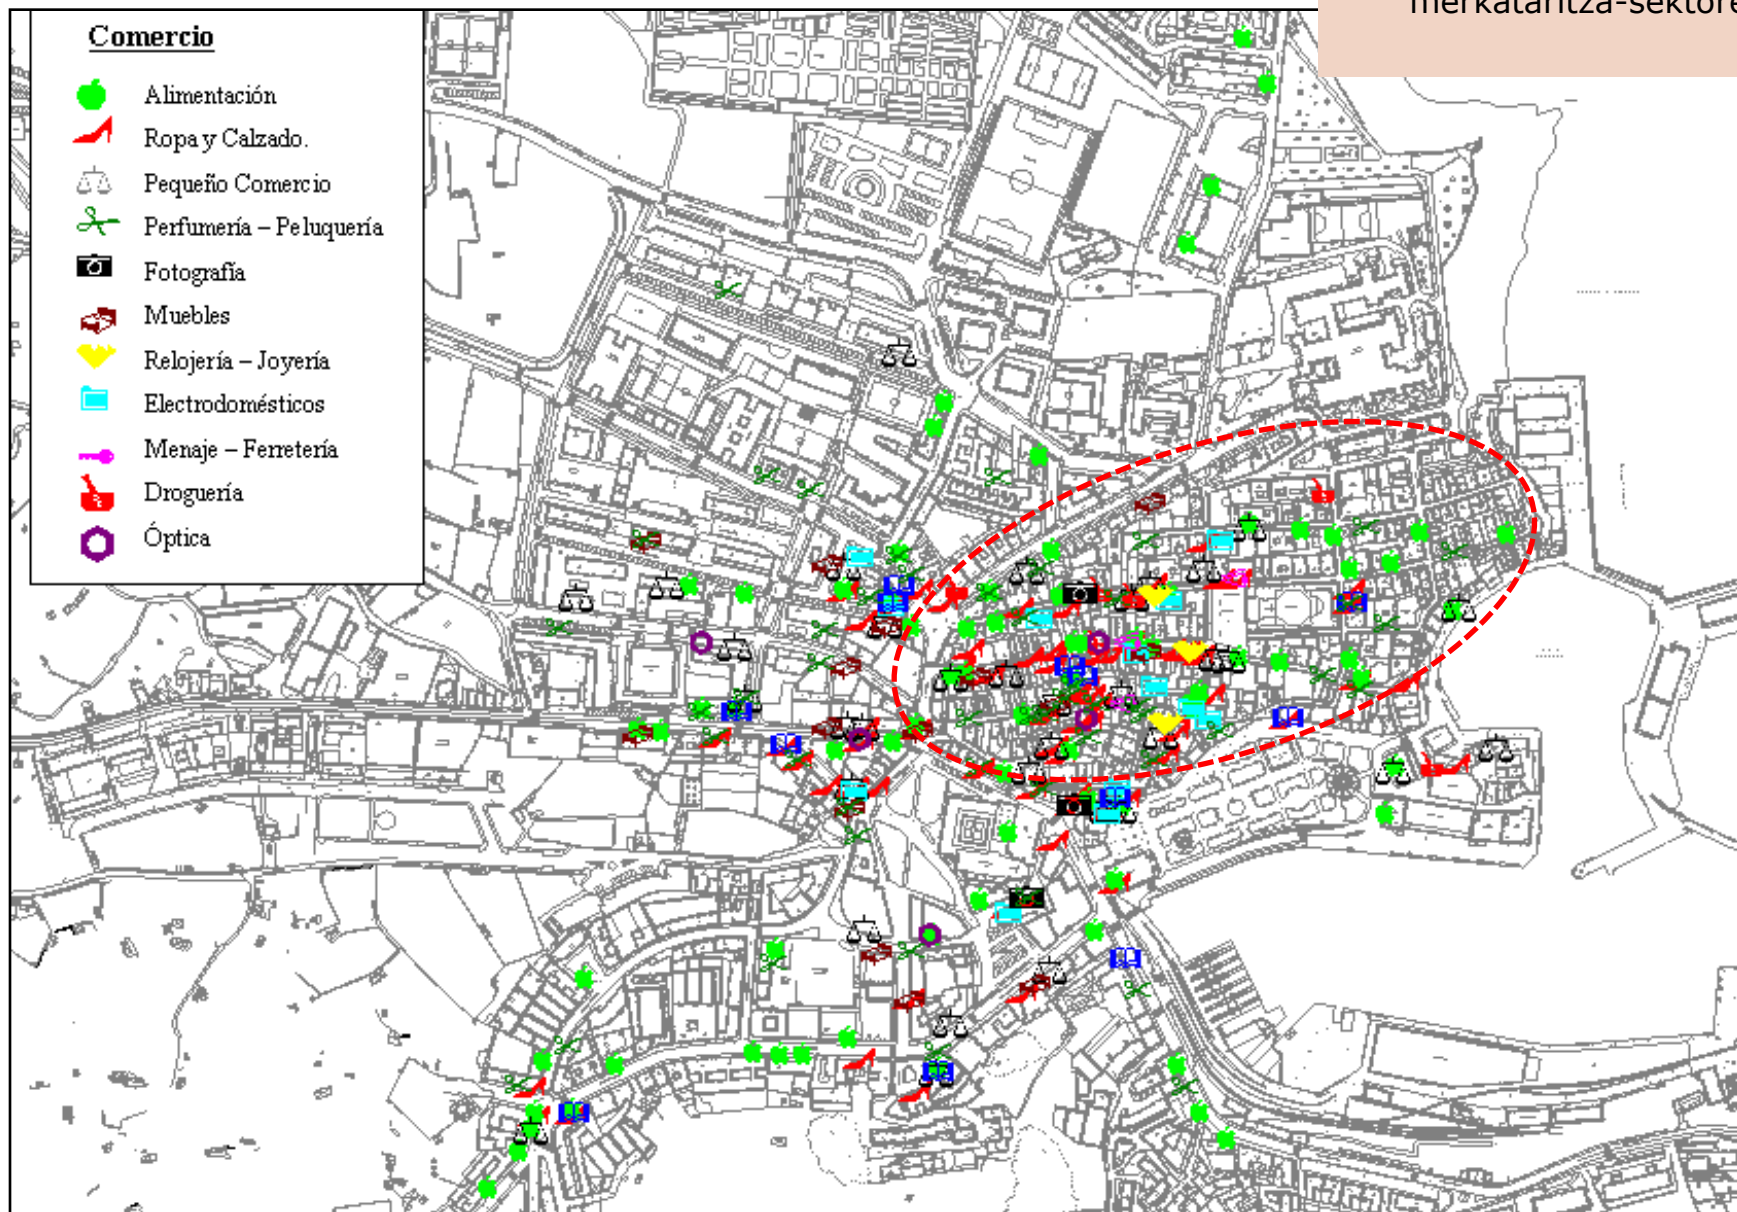 merkataritza-sektore
Comercio
Alimentación
Ropa y Calzado.
Pequeño Comercio
Perfumería – Peluquería
Fotografía
Muebles
Relojería – Joyería
Electrodomésticos
Menaje – Ferretería
Droguería
Óptica